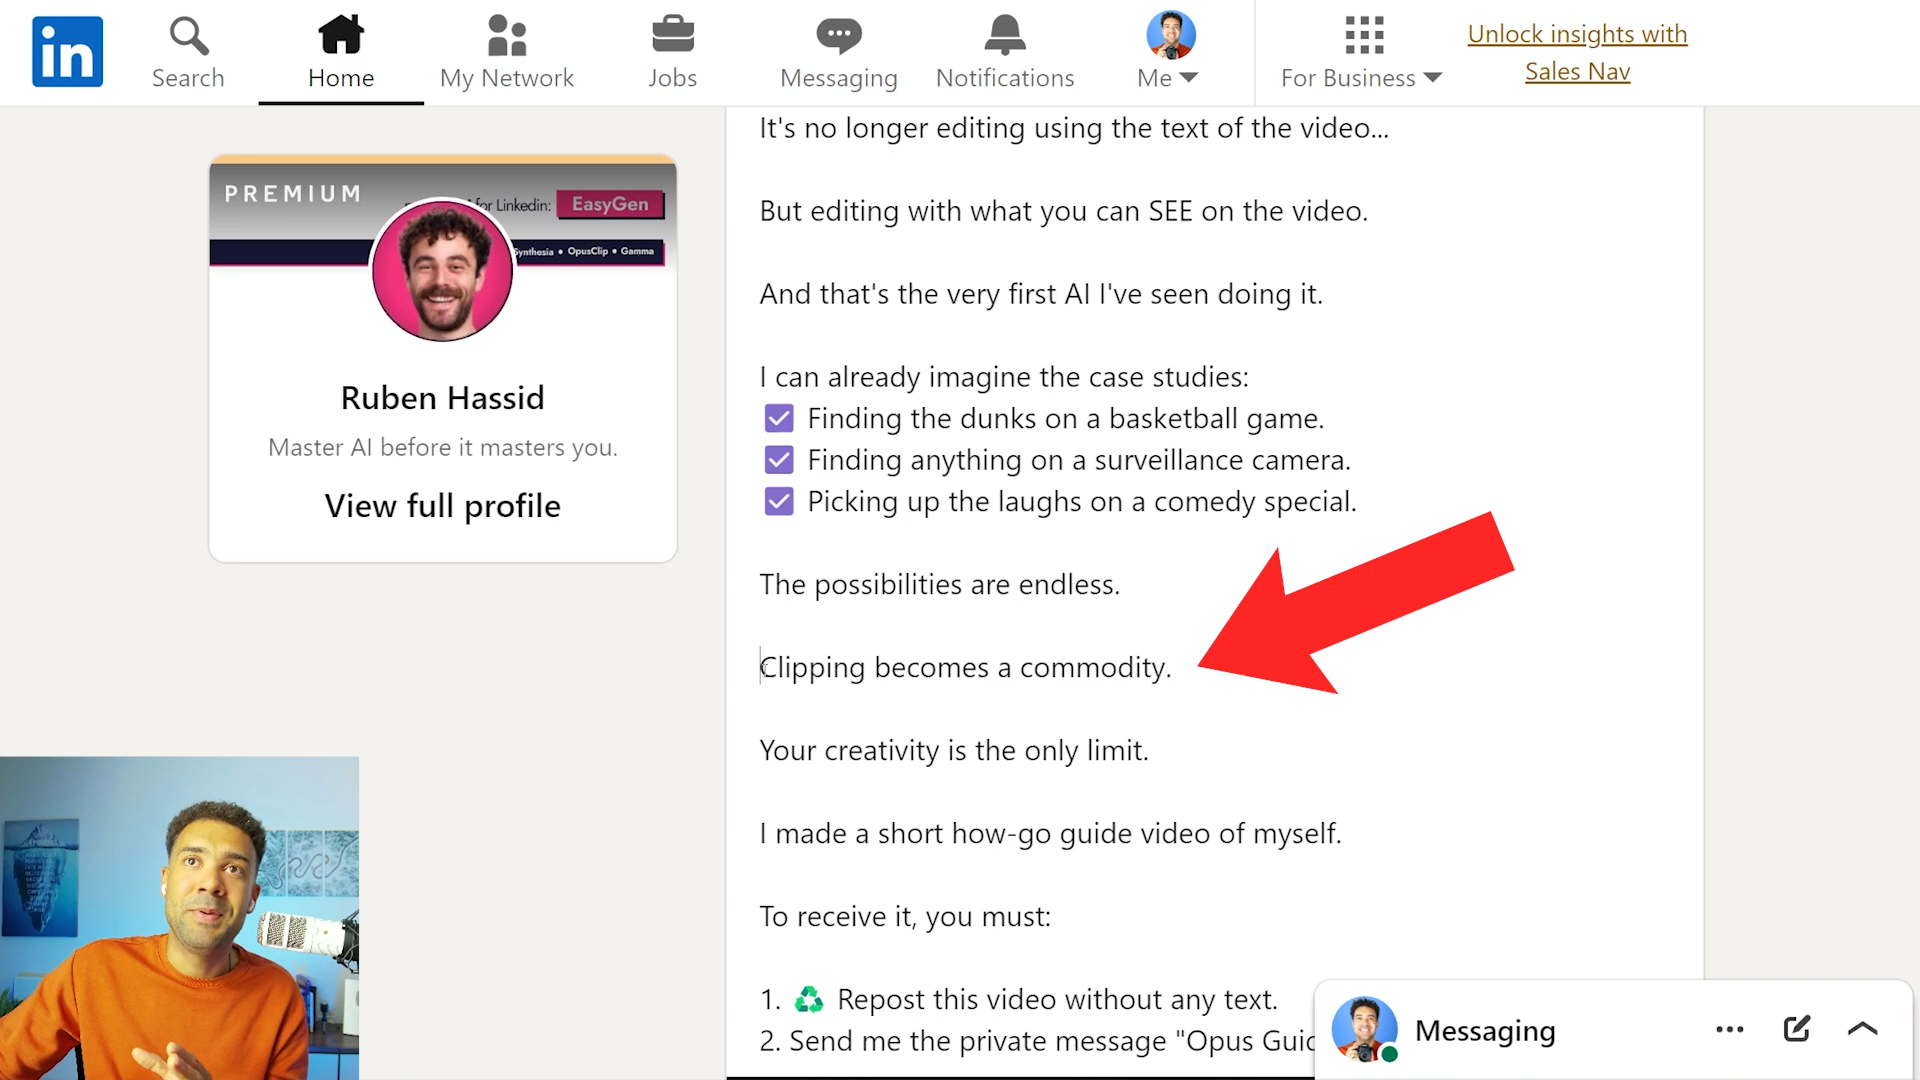 in
Search
Home
My Network
Jobs
Messaging
Notifications
Me
For Business
Unlock insights with
Sales Nav
PREMIUM
for Linkedin: EasyGen
Synthesia • OpusClip • Gamma
Ruben Hassid
Master AI before it masters you.
View full profile
It's no longer editing using the text of the video...
But editing with what you can SEE on the video.
And that's the very first AI I've seen doing it.
I can already imagine the case studies:
Finding the dunks on a basketball game.
Finding anything on a surveillance camera.
Picking up the laughs on a comedy special.
The possibilities are endless.
Clipping becomes a commodity.
Your creativity is the only limit.
I made a short how-go guide video of myself.
To receive it, you must:
1. ♻️ Repost this video without any text.
2. Send me the private message "Opus Guid
Messaging